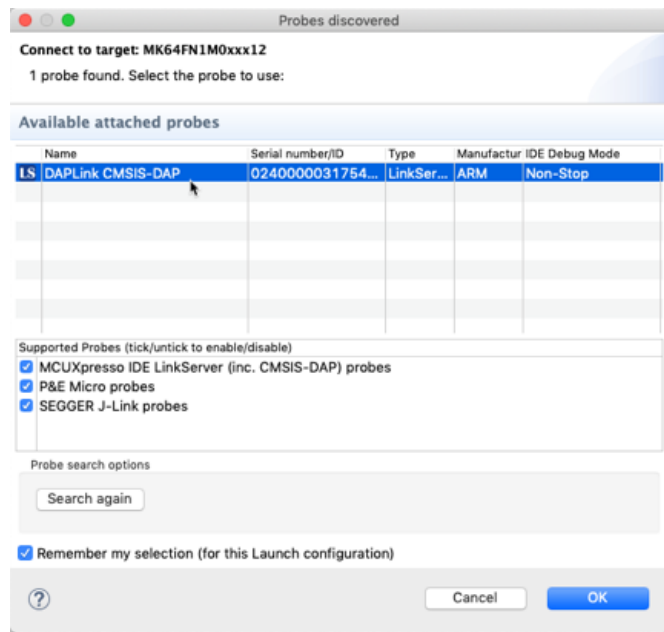 Probes discovered
Connect to target: MK64FN1M0xxx12
1 probe found. Select the probe to use:
Available attached probes
Name Serial number/ID Type Manufactur IDE Debug Mode
LS DAPLink CMSIS-DAP 0240000031754... LinkSer... ARM Non-Stop
Supported Probes (tick/untick to enable/disable)
MCUXpresso IDE LinkServer (inc. CMSIS-DAP) probes
P&E Micro probes
SEGGER J-Link probes
Probe search options
Search again
Remember my selection (for this Launch configuration)
? Cancel OK